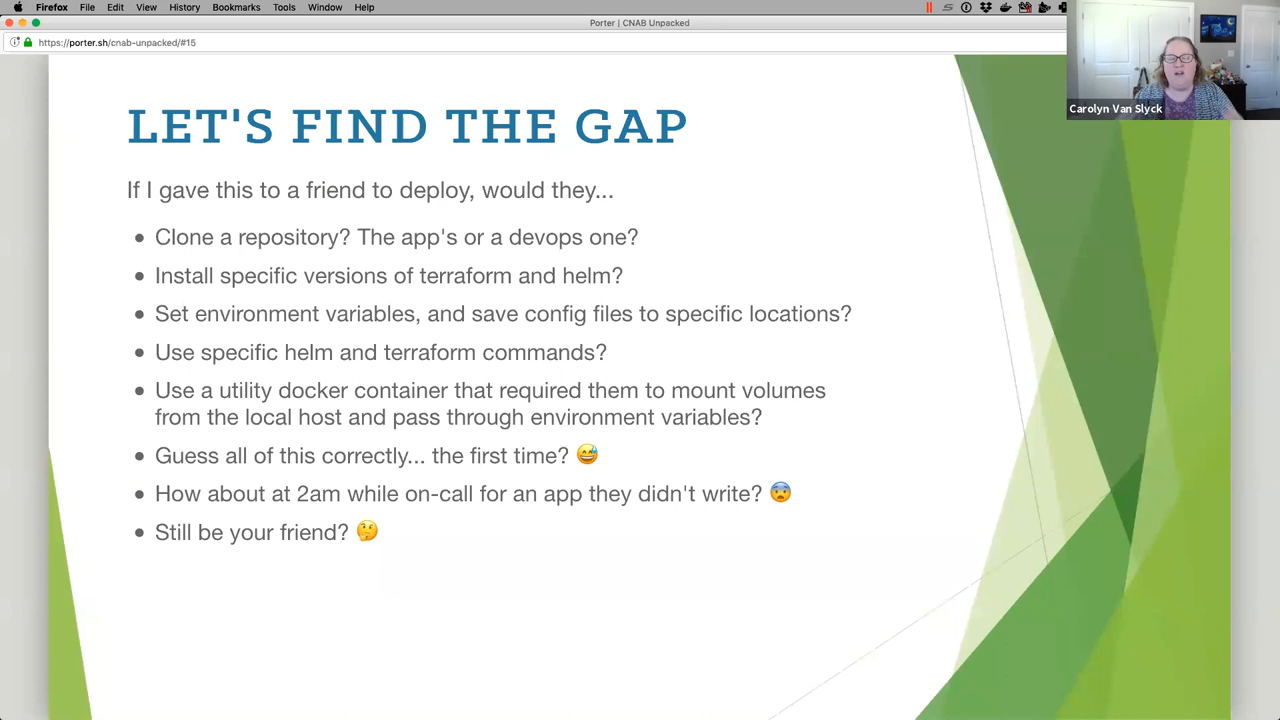 Firefox File Edit View History Bookmarks Tools Window Help
Porter | CNAB Unpacked
https://porter.sh/cnab-unpacked/#15
Carolyn Van Slyck
LET'S FIND THE GAP
If I gave this to a friend to deploy, would they...
• Clone a repository? The app's or a devops one?
• Install specific versions of terraform and helm?
• Set environment variables, and save config files to specific locations?
• Use specific helm and terraform commands?
• Use a utility docker container that required them to mount volumes
from the local host and pass through environment variables?
• Guess all of this correctly... the first time? 😅
• How about at 2am while on-call for an app they didn't write? 😨
• Still be your friend? 🤔